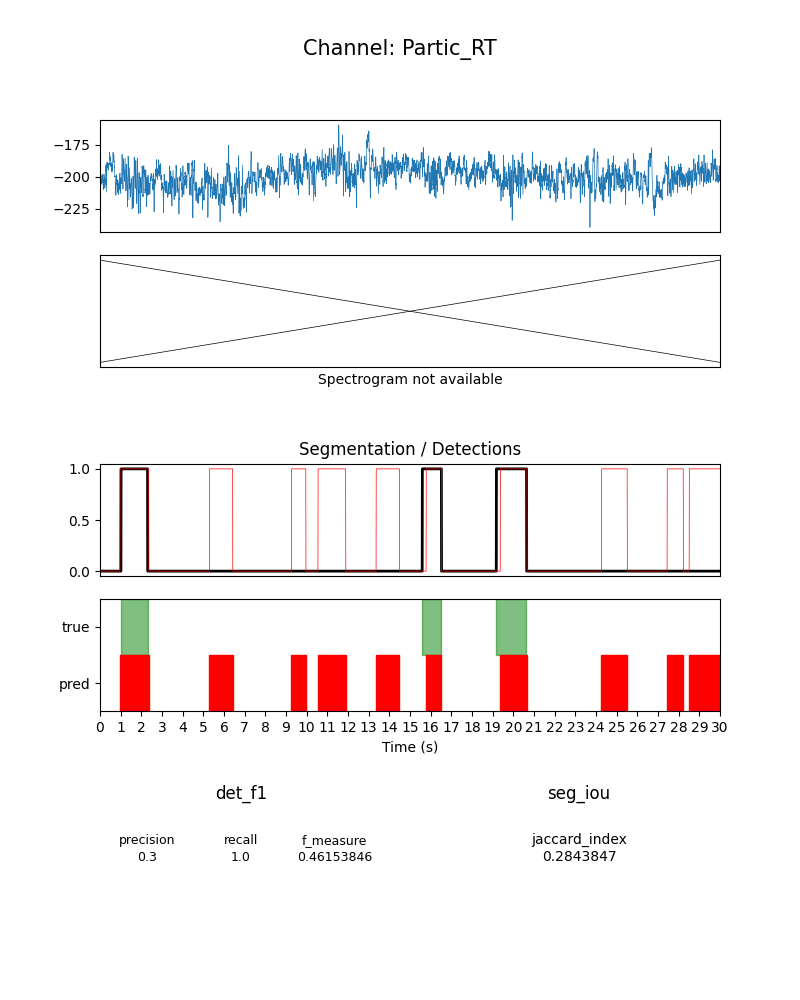 Channel: Partic_RT
−175
−200
−225
Spectrogram not available
Segmentation / Detections
1.0
0.5
0.0
true
pred
0 1 2 3 4 5 6 7 8 9 10 11 12 13 14 15 16 17 18 19 20 21 22 23 24 25 26 27 28 29 30
Time (s)
det_f1 seg_iou
precision recall f_measure jaccard_index
0.3 1.0 0.46153846 0.2843847